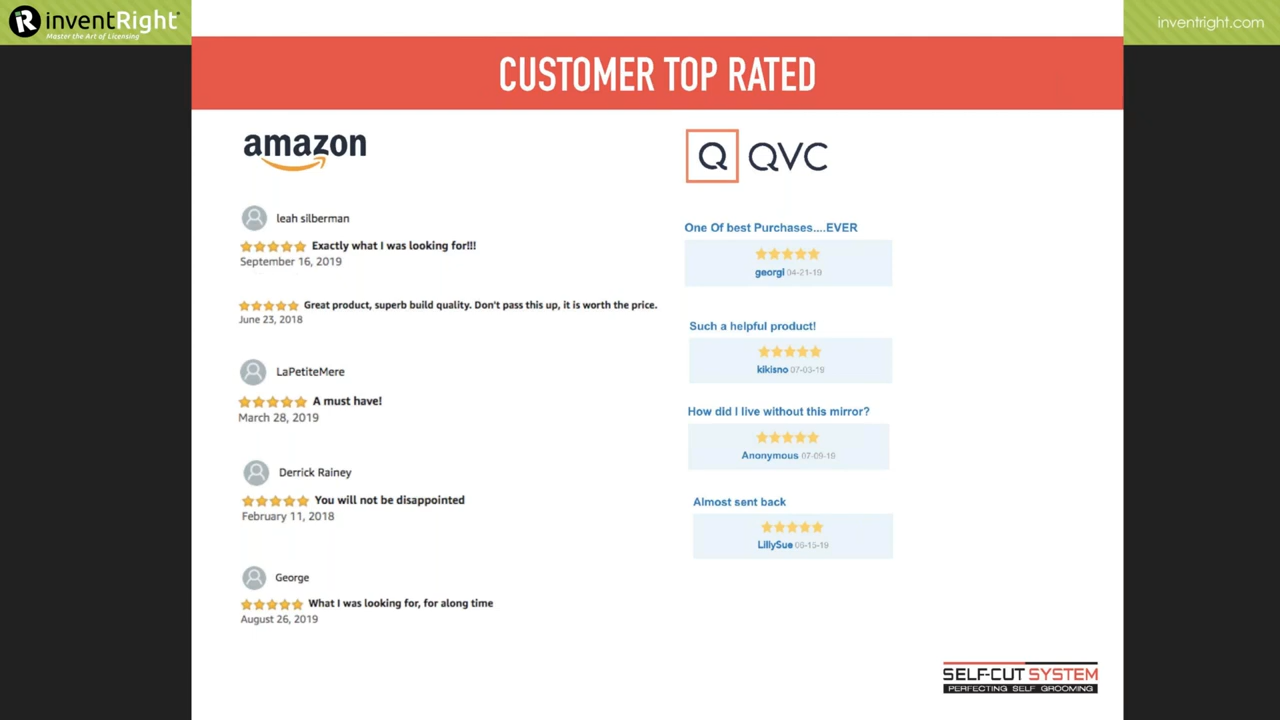 inventRight
Master the Art of Licensing
inventright.com
CUSTOMER TOP RATED
amazon
leah silberman
Exactly what I was looking for!!!
September 16, 2019
Great product, superb build quality. Don't pass this up, it is worth the price.
June 23, 2018
LaPetiteMere
A must have!
March 28, 2019
Derrick Rainey
You will not be disappointed
February 11, 2018
George
What I was looking for, for along time
August 26, 2019
Q QVC
One Of best Purchases....EVER
georgl 04-21-19
Such a helpful product!
kikisno 07-03-19
How did I live without this mirror?
Anonymous 07-09-19
Almost sent back
LillySue 06-15-19
SELF-CUT SYSTEM
PERFECTING SELF GROOMING